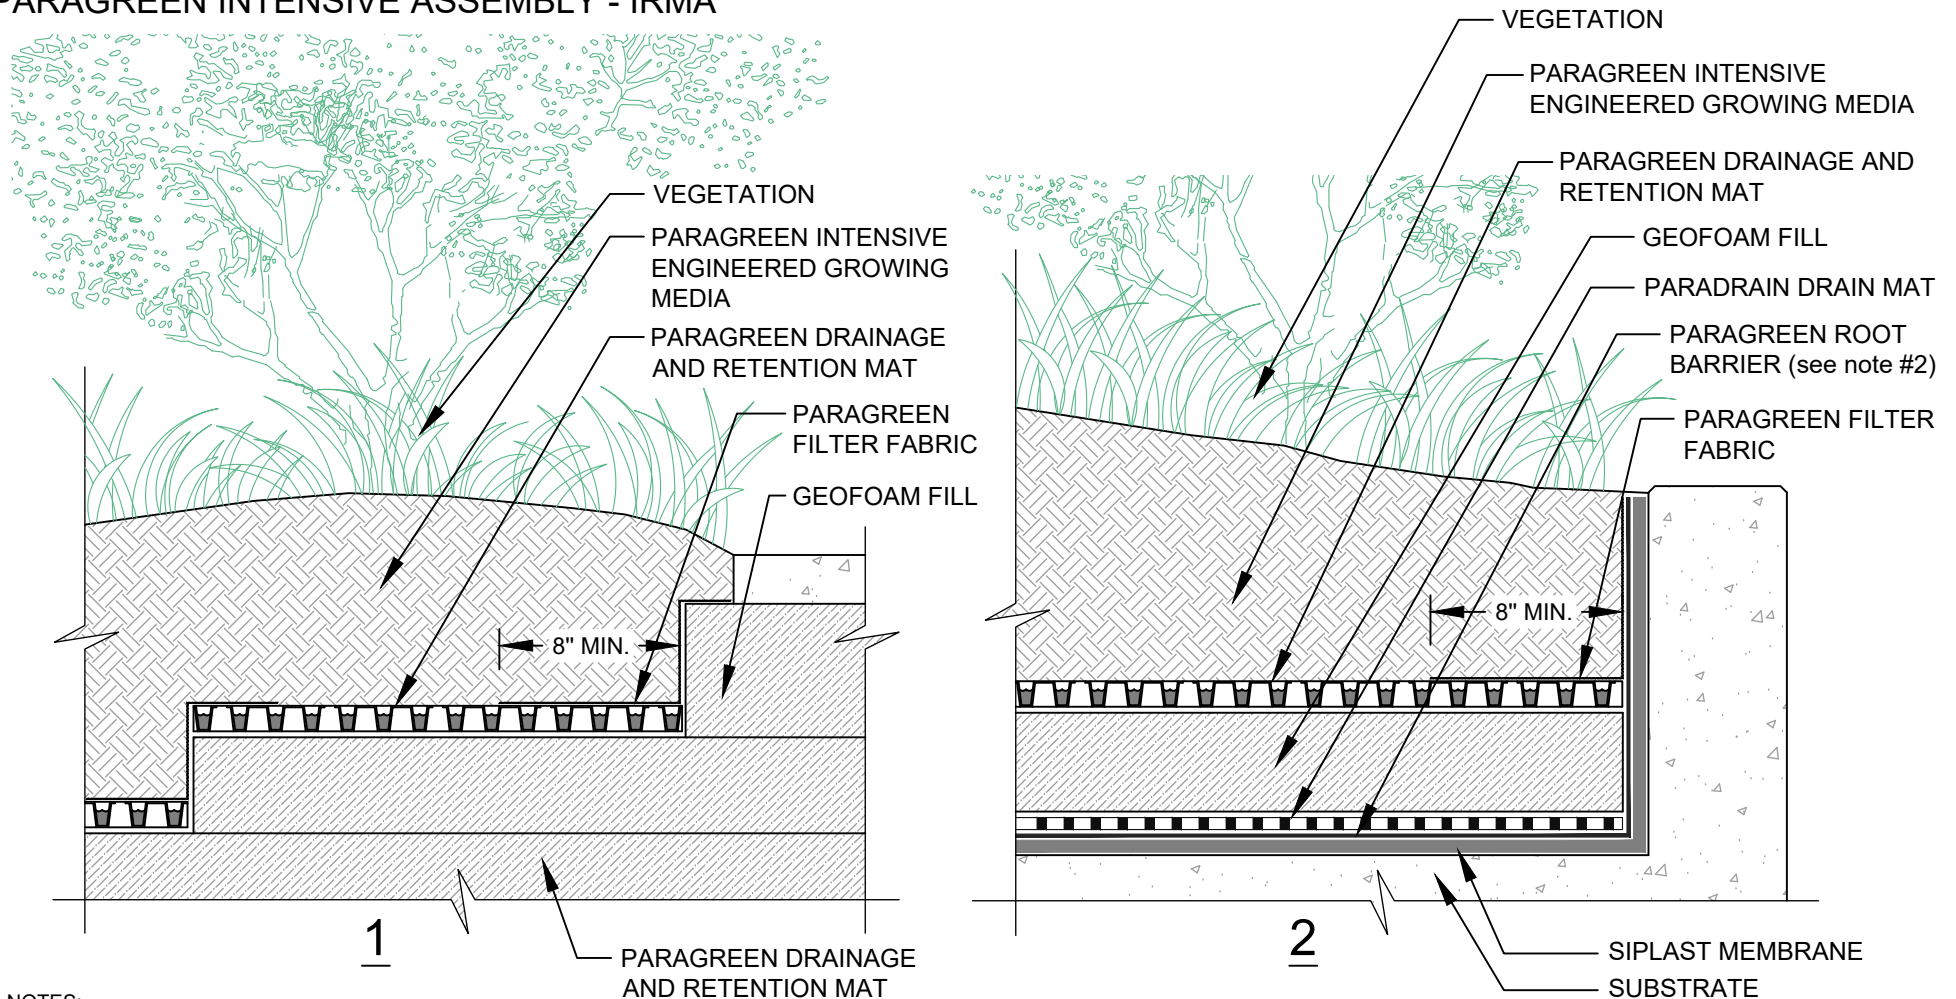 PARAGREEN INTENSIVE ASSEMBLY - IRMA
VEGETATION
PARAGREEN INTENSIVE
ENGINEERED GROWING
MEDIA
PARAGREEN DRAINAGE
AND RETENTION MAT
PARAGREEN
FILTER FABRIC
GEOFOAM FILL
8" MIN.
1
PARAGREEN DRAINAGE
AND RETENTION MAT
VEGETATION
PARAGREEN INTENSIVE
ENGINEERED GROWING MEDIA
PARAGREEN DRAINAGE AND
RETENTION MAT
GEOFOAM FILL
PARADRAIN DRAIN MAT
PARAGREEN ROOT
BARRIER (see note #2)
PARAGREEN FILTER
FABRIC
8" MIN.
2
SIPLAST MEMBRANE
SUBSTRATE
NOTES: